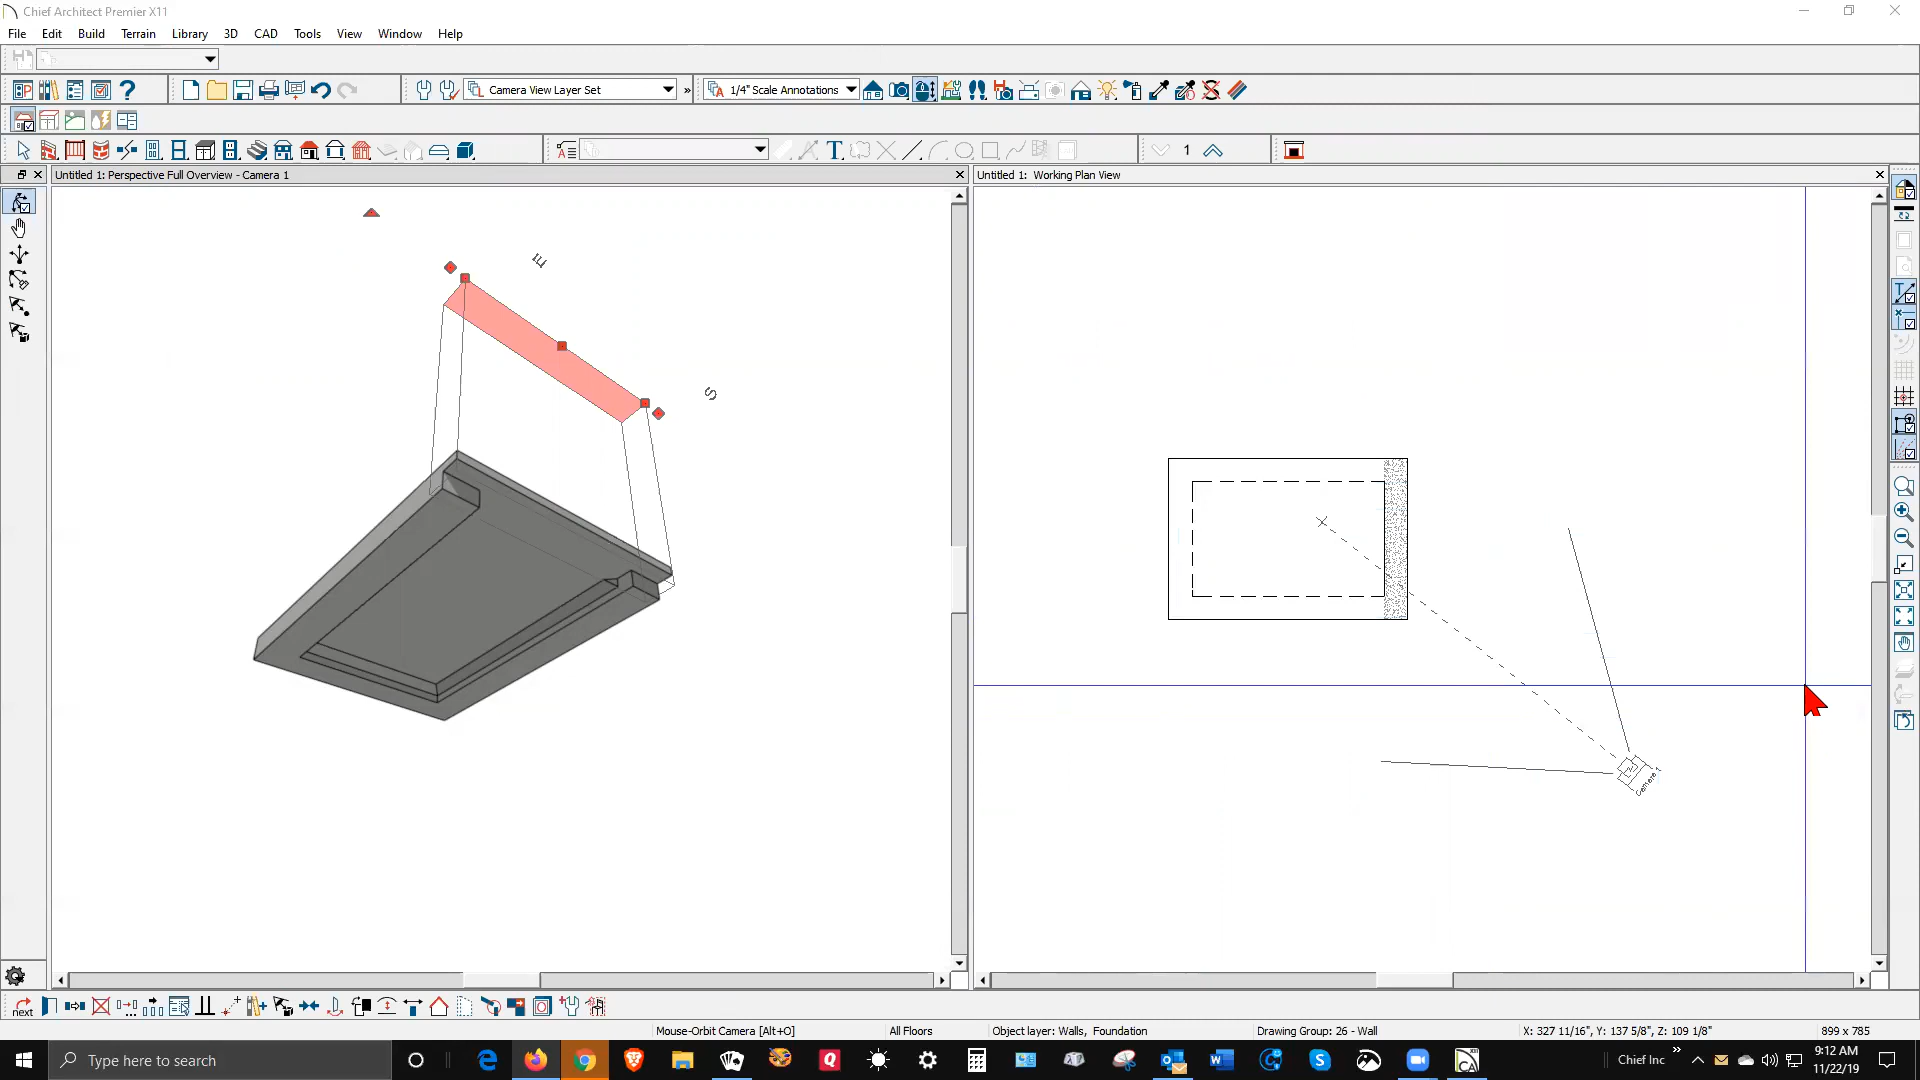 Chief Architect Premier X11
File Edit Build Terrain Library 3D CAD Tools View Window Help
Camera View Layer Set
»
1/4" Scale Annotations
1
Untitled 1: Perspective Full Overview - Camera 1
Untitled 1: Working Plan View
E
S
Camera 1
next
Mouse-Orbit Camera [Alt+O]
All Floors
Object layer: Walls, Foundation
Drawing Group: 26 - Wall
X: 327 11/16", Y: 137 5/8", Z: 109 1/8"
899 x 785
Type here to search
Chief Inc
»
9:12 AM
11/22/19